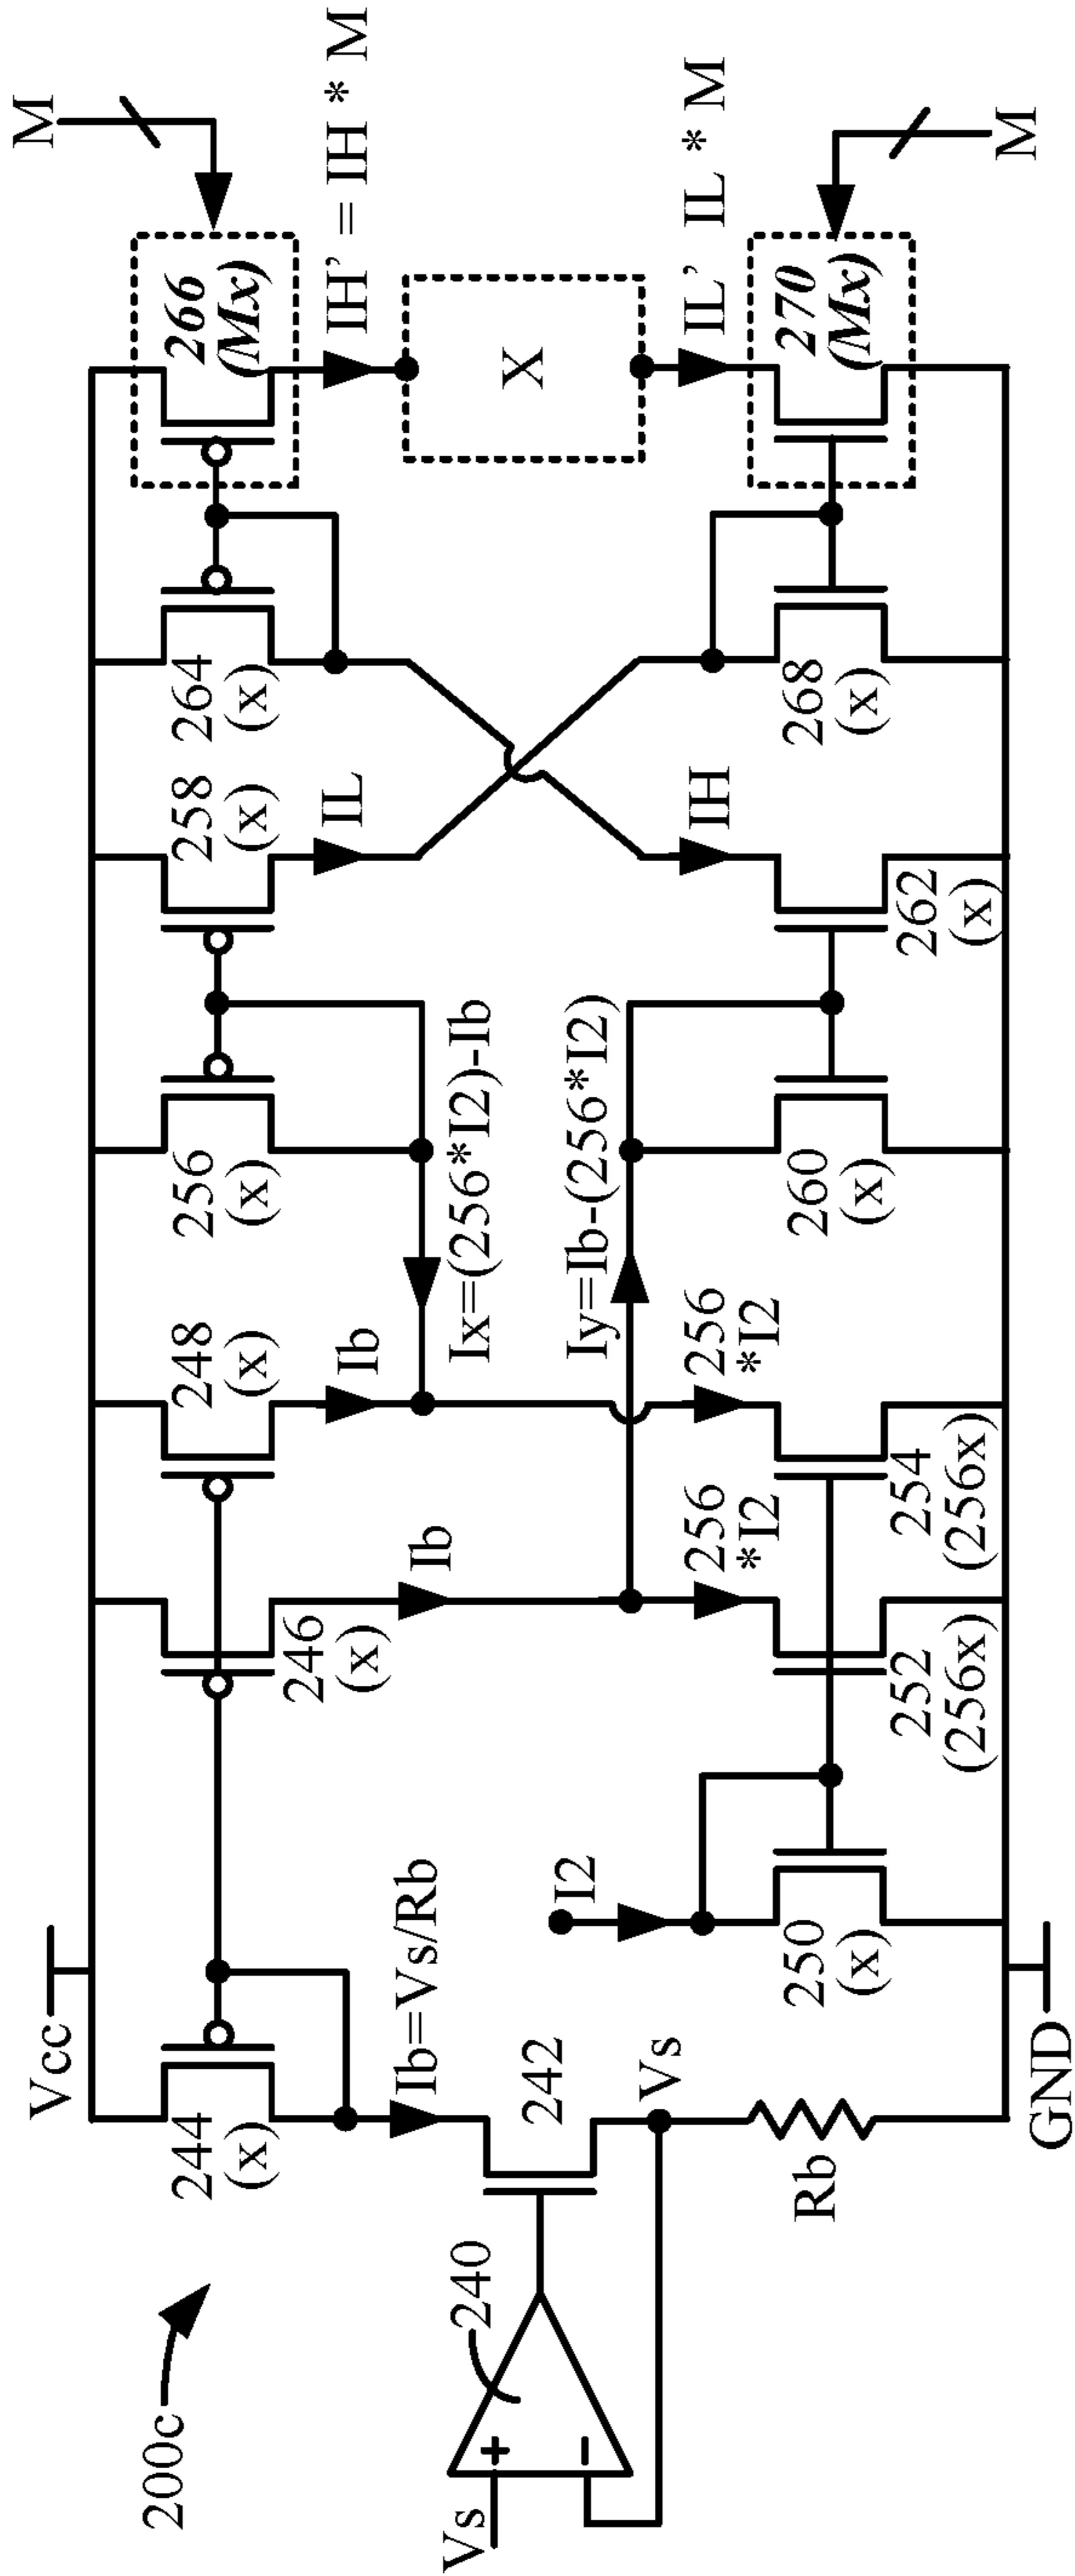 200c
Vcc
244
(x)
246
(x)
248
(x)
256
(x)
258
(x)
264
(x)
266
(Mx)
M
Ib=Vs/Rb
Ib
Ib
Ix=(256*I2)-Ib
IL
IH' = IH * M
Vs
+
-
240
242
Vs
I2
Iy=Ib-(256*I2)
X
256
*I2
256
*I2
IH
IL' IL * M
Rb
250
(x)
252
(256x)
254
(256x)
260
(x)
262
(x)
268
(x)
270
(Mx)
M
GND